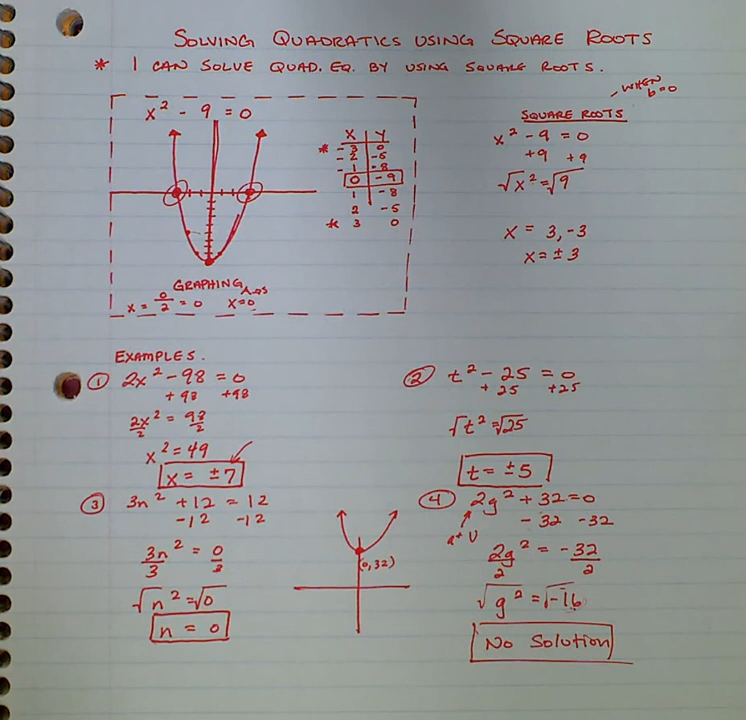 SOLVING QUADRATICS USING SQUARE ROOTS
* I CAN SOLVE QUAD. EQ. BY USING SQUARE ROOTS.
x² - 9 = 0
X | Y
* -3 | 0
-2 | -5
-1 | -8
0 | -9
1 | -8
2 | -5
* 3 | 0
GRAPHING
AOS
x = 0/2 = 0 x=0
WHEN b=0
SQUARE ROOTS
x² - 9 = 0
+9 +9
√x² = √9
x = 3, -3
x = ±3
EXAMPLES.
① 2x² - 98 = 0
+98 +98
2x²/2 = 98/2
x² = 49
x = ±7
② t² - 25 = 0
+25 +25
√t² = √25
t = ±5
③ 3n² + 12 = 12
-12 -12
3n²/3 = 0/3
√n² = √0
n = 0
(0,32)
④ 2g² + 32 = 0
-32 -32
a+ U
2g²/2 = -32/2
√g² = √-16
No Solution